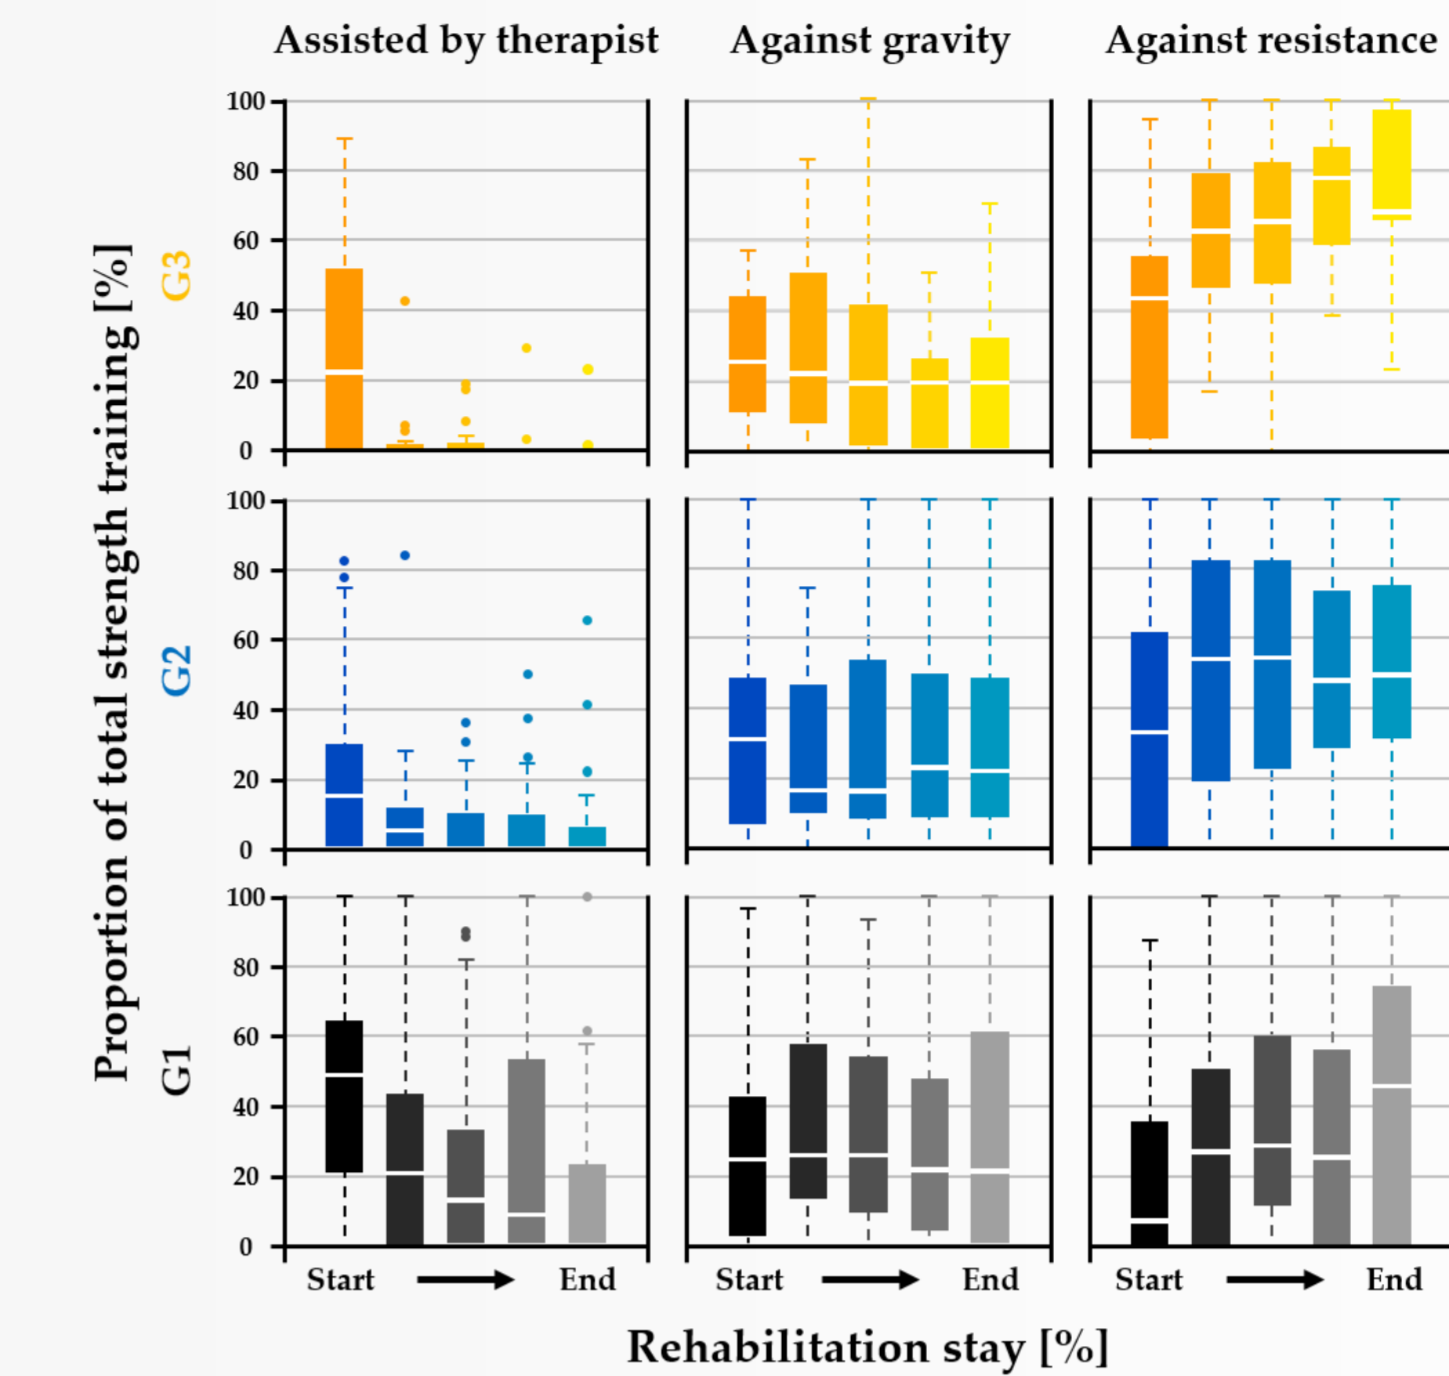 Assisted by therapist
Against gravity
Against resistance
Proportion of total strength training [%]
G3
100
80
60
40
20
0
G2
100
80
60
40
20
0
G1
100
80
60
40
20
0
Start
End
Start
End
Start
End
Rehabilitation stay [%]